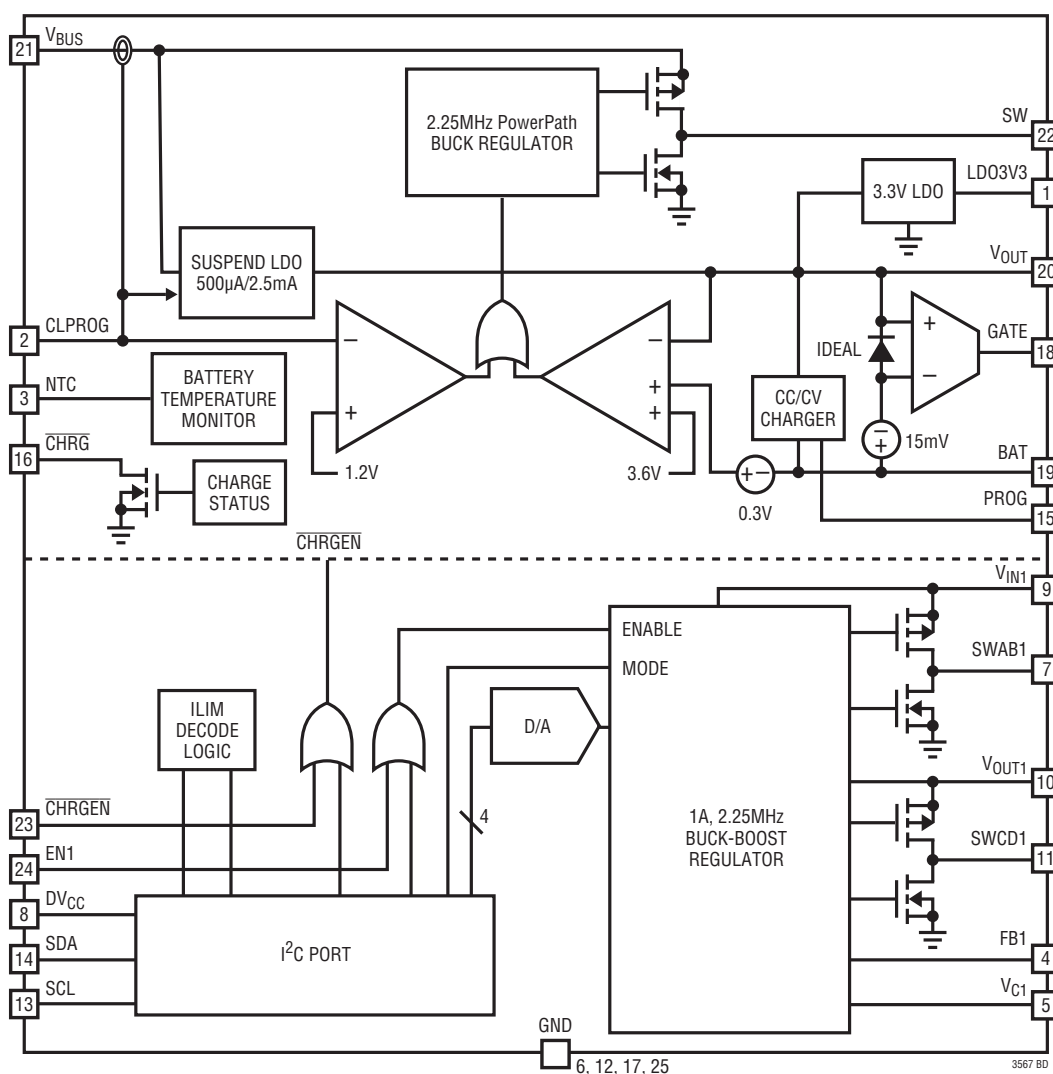 21
VBUS
2.25MHz PowerPath
BUCK REGULATOR
SW
22
LDO3V3
1
3.3V LDO
SUSPEND LDO
500µA/2.5mA
VOUT
20
2
CLPROG
−
−
+
+
+
1.2V
3.6V
+−
0.3V
IDEAL
+
−
GATE
18
3
NTC
BATTERY
TEMPERATURE
MONITOR
CC/CV
CHARGER
−
+
15mV
16
CHRG
CHARGE
STATUS
BAT
19
PROG
15
CHRGEN
VIN1
9
ENABLE
MODE
SWAB1
7
ILIM
DECODE
LOGIC
D/A
4
1A, 2.25MHz
BUCK-BOOST
REGULATOR
VOUT1
10
SWCD1
11
23
CHRGEN
24
EN1
8
DVCC
14
SDA
13
SCL
I2C PORT
FB1
4
VC1
5
GND
6, 12, 17, 25
3567 BD